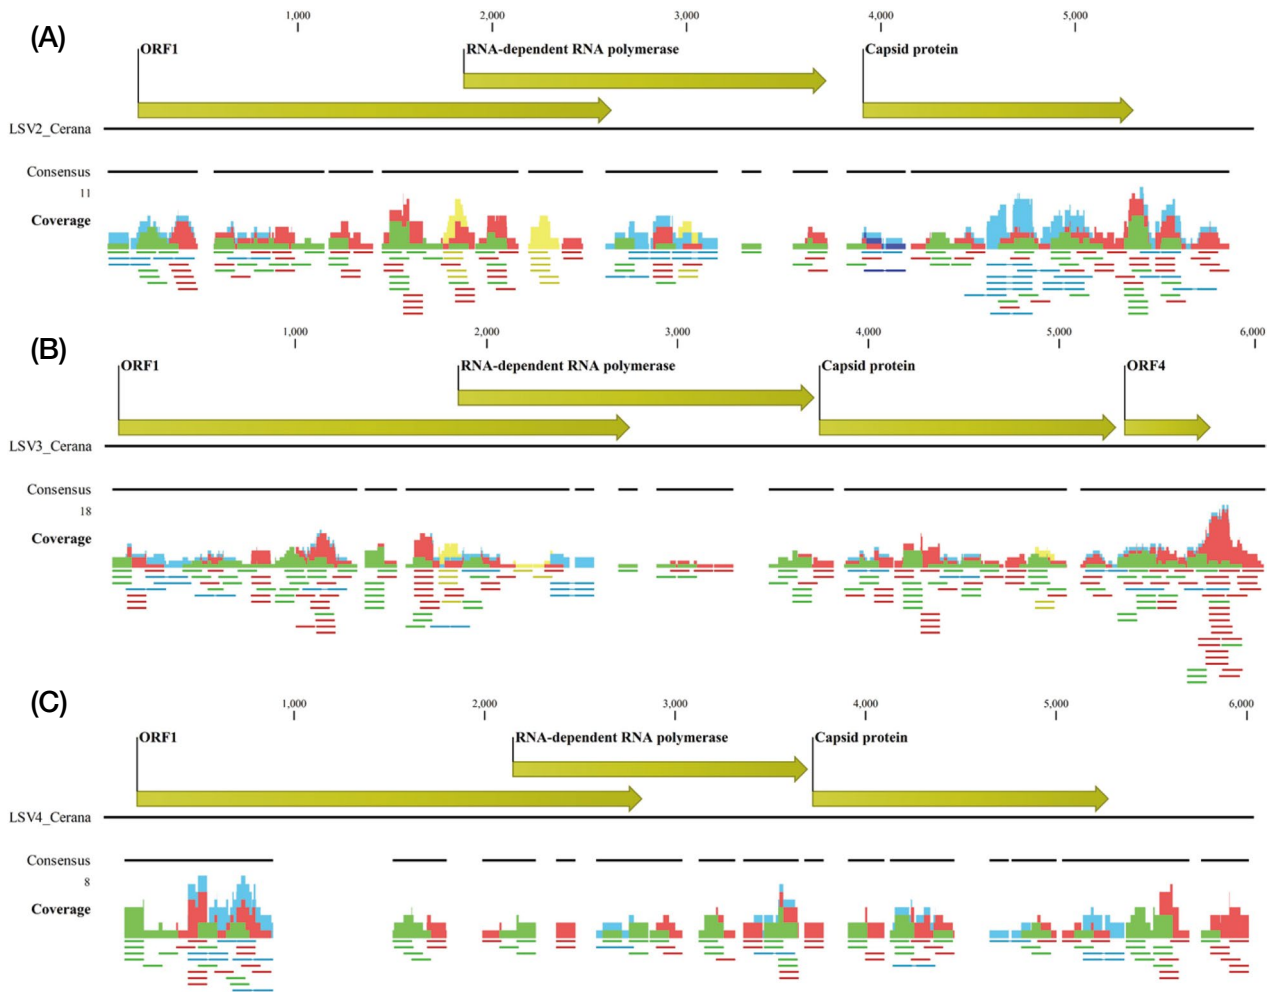 (A)
1,000 2,000 3,000 4,000 5,000
ORF1 RNA-dependent RNA polymerase Capsid protein
LSV2_Cerana
Consensus
11
Coverage
(B)
1,000 2,000 3,000 4,000 5,000 6,000
ORF1 RNA-dependent RNA polymerase Capsid protein ORF4
LSV3_Cerana
Consensus
18
Coverage
(C)
1,000 2,000 3,000 4,000 5,000 6,000
ORF1 RNA-dependent RNA polymerase Capsid protein
LSV4_Cerana
Consensus
8
Coverage